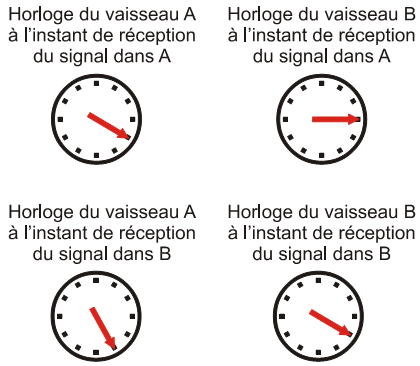 Horloge du vaisseau A
à l'instant de réception
du signal dans A
Horloge du vaisseau B
à l'instant de réception
du signal dans A
Horloge du vaisseau A
à l'instant de réception
du signal dans B
Horloge du vaisseau B
à l'instant de réception
du signal dans B